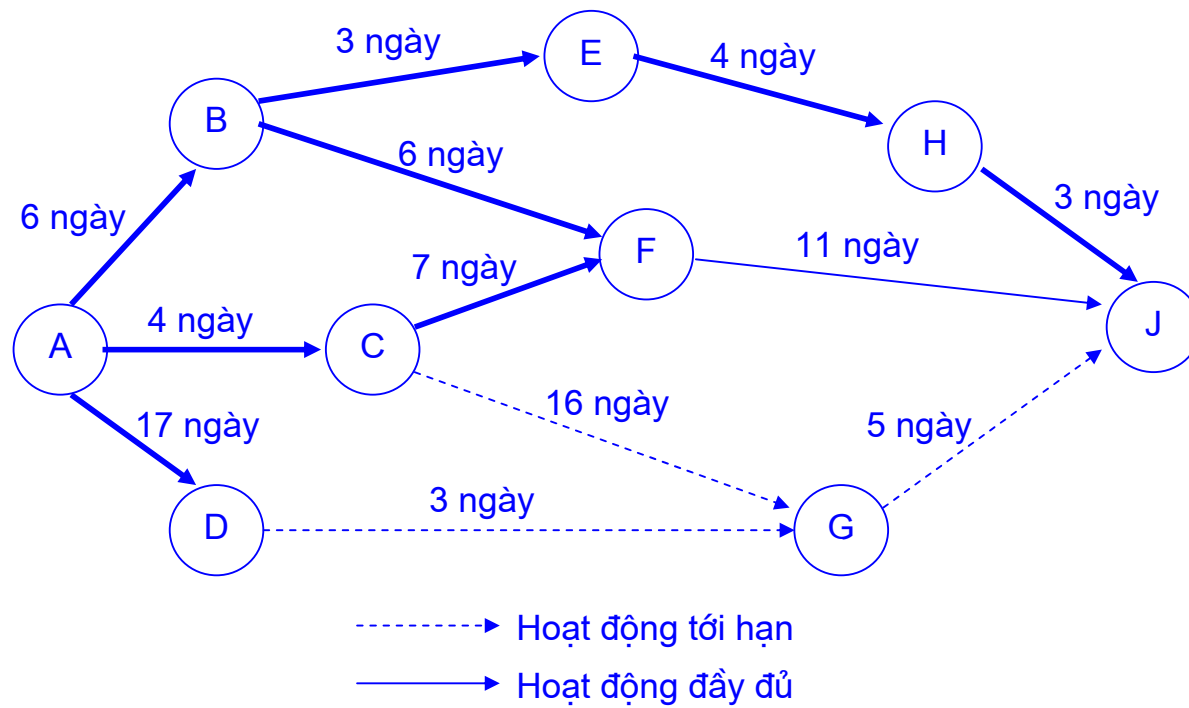 3 ngày
E
4 ngày
B
H
6 ngày
6 ngày
3 ngày
F
11 ngày
7 ngày
4 ngày
A
C
J
17 ngày
16 ngày
5 ngày
3 ngày
D
G
Hoạt động tới hạn
Hoạt động đầy đủ